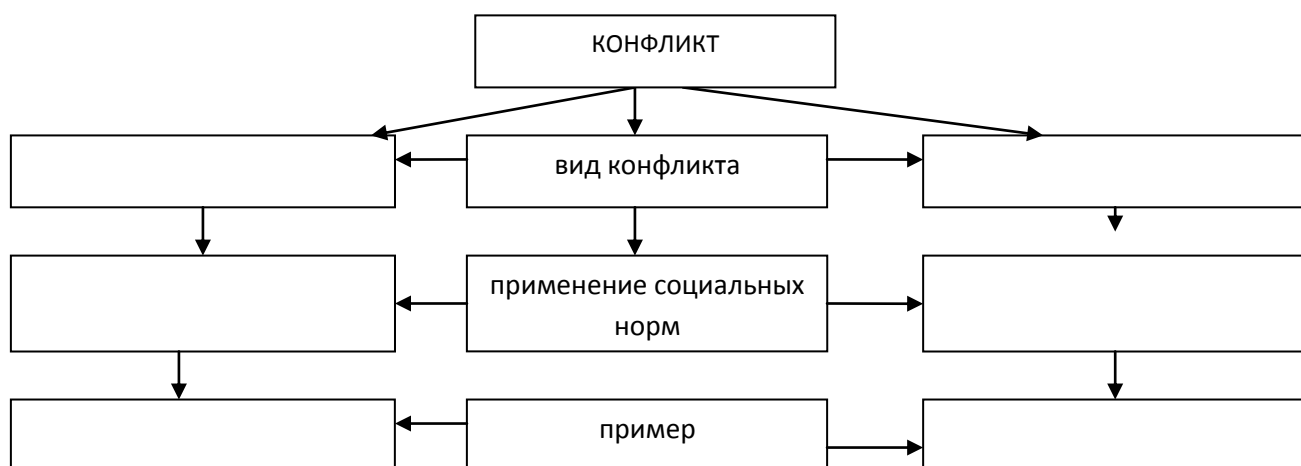 КОНФЛИКТ
вид конфликта
применение социальных
норм
пример